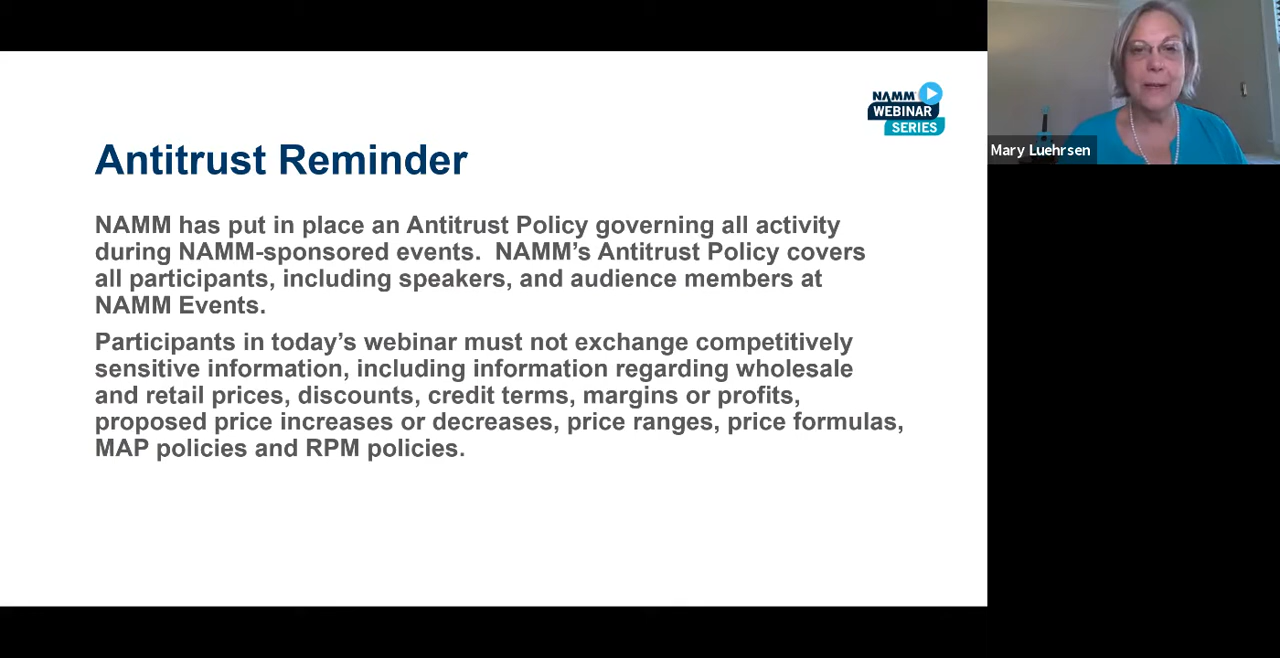 NAMM
WEBINAR
SERIES
Mary Luehrsen
Antitrust Reminder
NAMM has put in place an Antitrust Policy governing all activity
during NAMM-sponsored events.  NAMM’s Antitrust Policy covers
all participants, including speakers, and audience members at
NAMM Events.
Participants in today’s webinar must not exchange competitively
sensitive information, including information regarding wholesale
and retail prices, discounts, credit terms, margins or profits,
proposed price increases or decreases, price ranges, price formulas,
MAP policies and RPM policies.